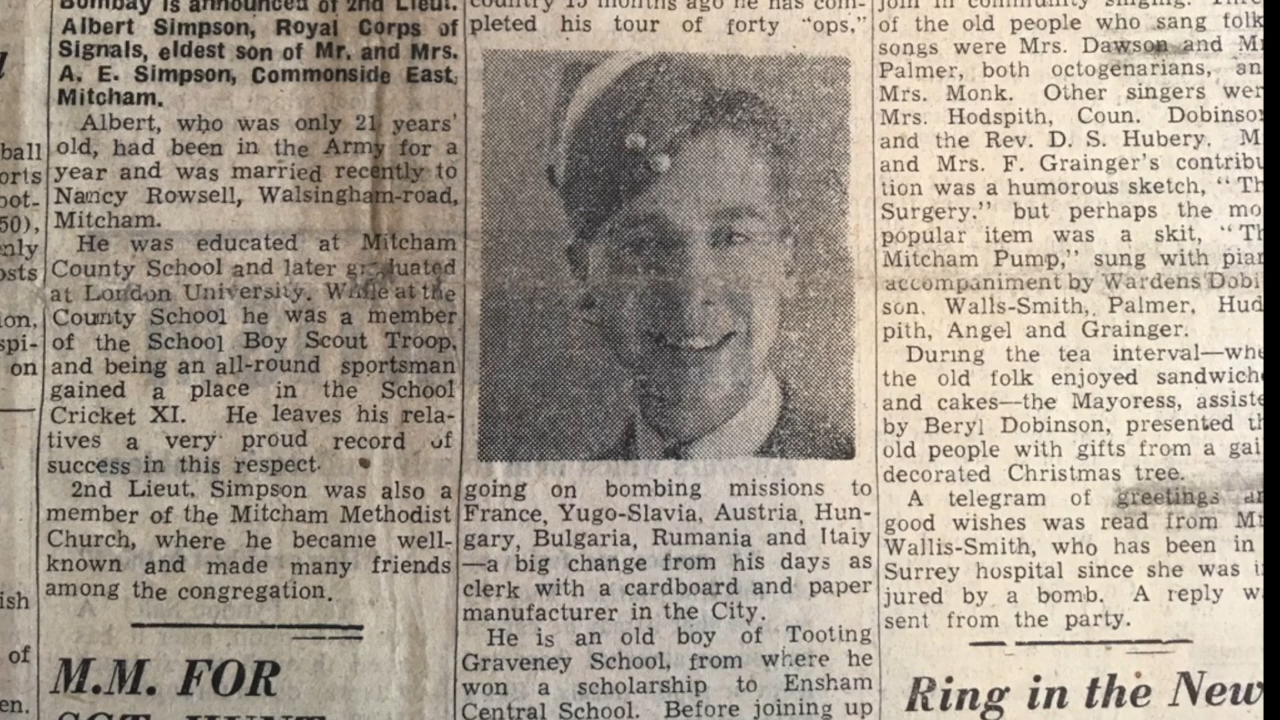 Bombay is announced of 2nd Lieut.
Albert Simpson, Royal Corps of
Signals, eldest son of Mr. and Mrs.
A. E. Simpson, Commonside East,
Mitcham.
Albert, who was only 21 years'
old, had been in the Army for a
year and was married recently to
Nancy Rowsell, Walsingham-road,
Mitcham.
He was educated at Mitcham
County School and later graduated
at London University. While at the
County School he was a member
of the School Boy Scout Troop,
and being an all-round sportsman
gained a place in the School
Cricket XI. He leaves his rela-
tives a very proud record of
success in this respect.
2nd Lieut. Simpson was also a
member of the Mitcham Methodist
Church, where he became well-
known and made many friends
among the congregation.
M.M. FOR
SGT. HUNT
country 15 months ago he has com-
pleted his tour of forty "ops,"
going on bombing missions to
France, Yugo-Slavia, Austria, Hun-
gary, Bulgaria, Rumania and Italy
—a big change from his days as
clerk with a cardboard and paper
manufacturer in the City.
He is an old boy of Tooting
Graveney School, from where he
won a scholarship to Ensham
Central School. Before joining up
join in community singing.
of the old people who sang folk
songs were Mrs. Dawson and
Palmer, both octogenarians,
Mrs. Monk. Other singers
Mrs. Hodspith, Coun. Dobinson
and the Rev. D. S. Hubery.
and Mrs. F. Grainger's contribu
tion was a humorous sketch, "
Surgery." but perhaps the
popular item was a skit, "
Mitcham Pump," sung with
accompaniment by Wardens Dobi
son, Walls-Smith, Palmer, Hud
pith, Angel and Grainger.
During the tea interval—
the old folk enjoyed
and cakes—the Mayoress,
by Beryl Dobinson, presented
old people with gifts from a
decorated Christmas tree.
A telegram of greetings
good wishes was read from
Wallis-Smith, who has been in
Surrey hospital since she was
jured by a bomb. A reply
sent from the party.
Ring in the New
ball
orts
oot-
50),
nly
osts
ion,
spi-
on
ish
of
en.